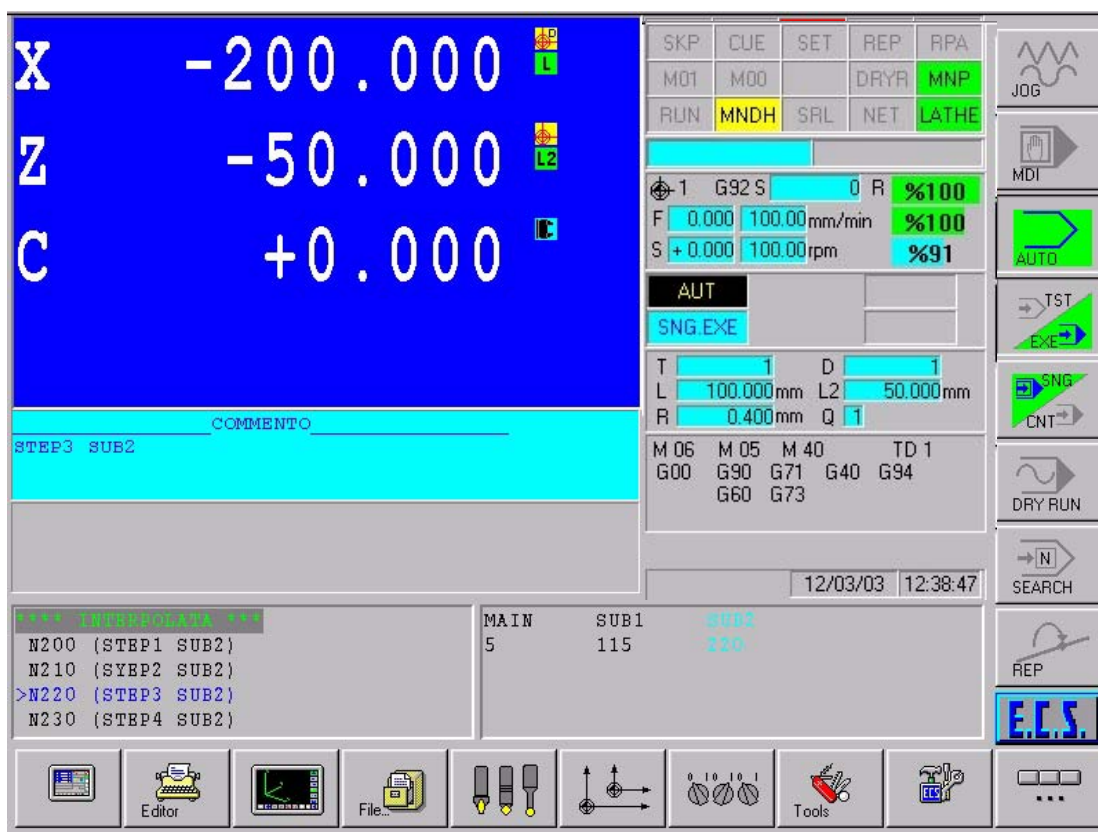 X -200.000 D L
Z -50.000 L2
C +0.000 C
COMMENTO
STEP3 SUB2
SKP CUE SET REP RPA
M01 M00 DRYR MNP
RUN MNDH SRL NET LATHE
1 G92 S 0 R %100
F 0.000 100.00 mm/min %100
S +0.000 100.00 rpm %91
AUT
SNG.EXE
T 1 D 1
L 100.000 mm L2 50.000 mm
R 0.400 mm Q 1
M 06 M 05 M 40 TD 1
G00 G90 G71 G40 G94
G60 G73
12/03/03 12:38:47
**** INTERPOLATA ***
N200 (STEP1 SUB2)
N210 (SYEP2 SUB2)
>N220 (STEP3 SUB2)
N230 (STEP4 SUB2)
MAIN SUB1 SUB2
5 115 220
JOG
MDI
AUTO
TST
EXE
SNG
CNT
DRY RUN
N
SEARCH
REP
E.C.S.
Editor
File...
0 10 10 1
Tools
ECS
...